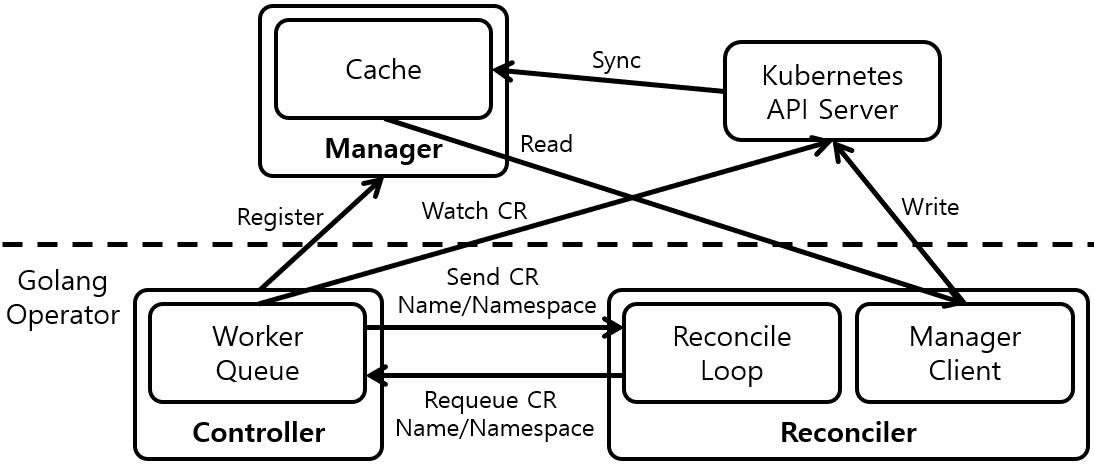 Cache
Manager
Sync
Kubernetes
API Server
Read
Register
Watch CR
Write
Golang
Operator
Send CR
Name/Namespace
Worker
Queue
Controller
Requeue CR
Name/Namespace
Reconcile
Loop
Manager
Client
Reconciler